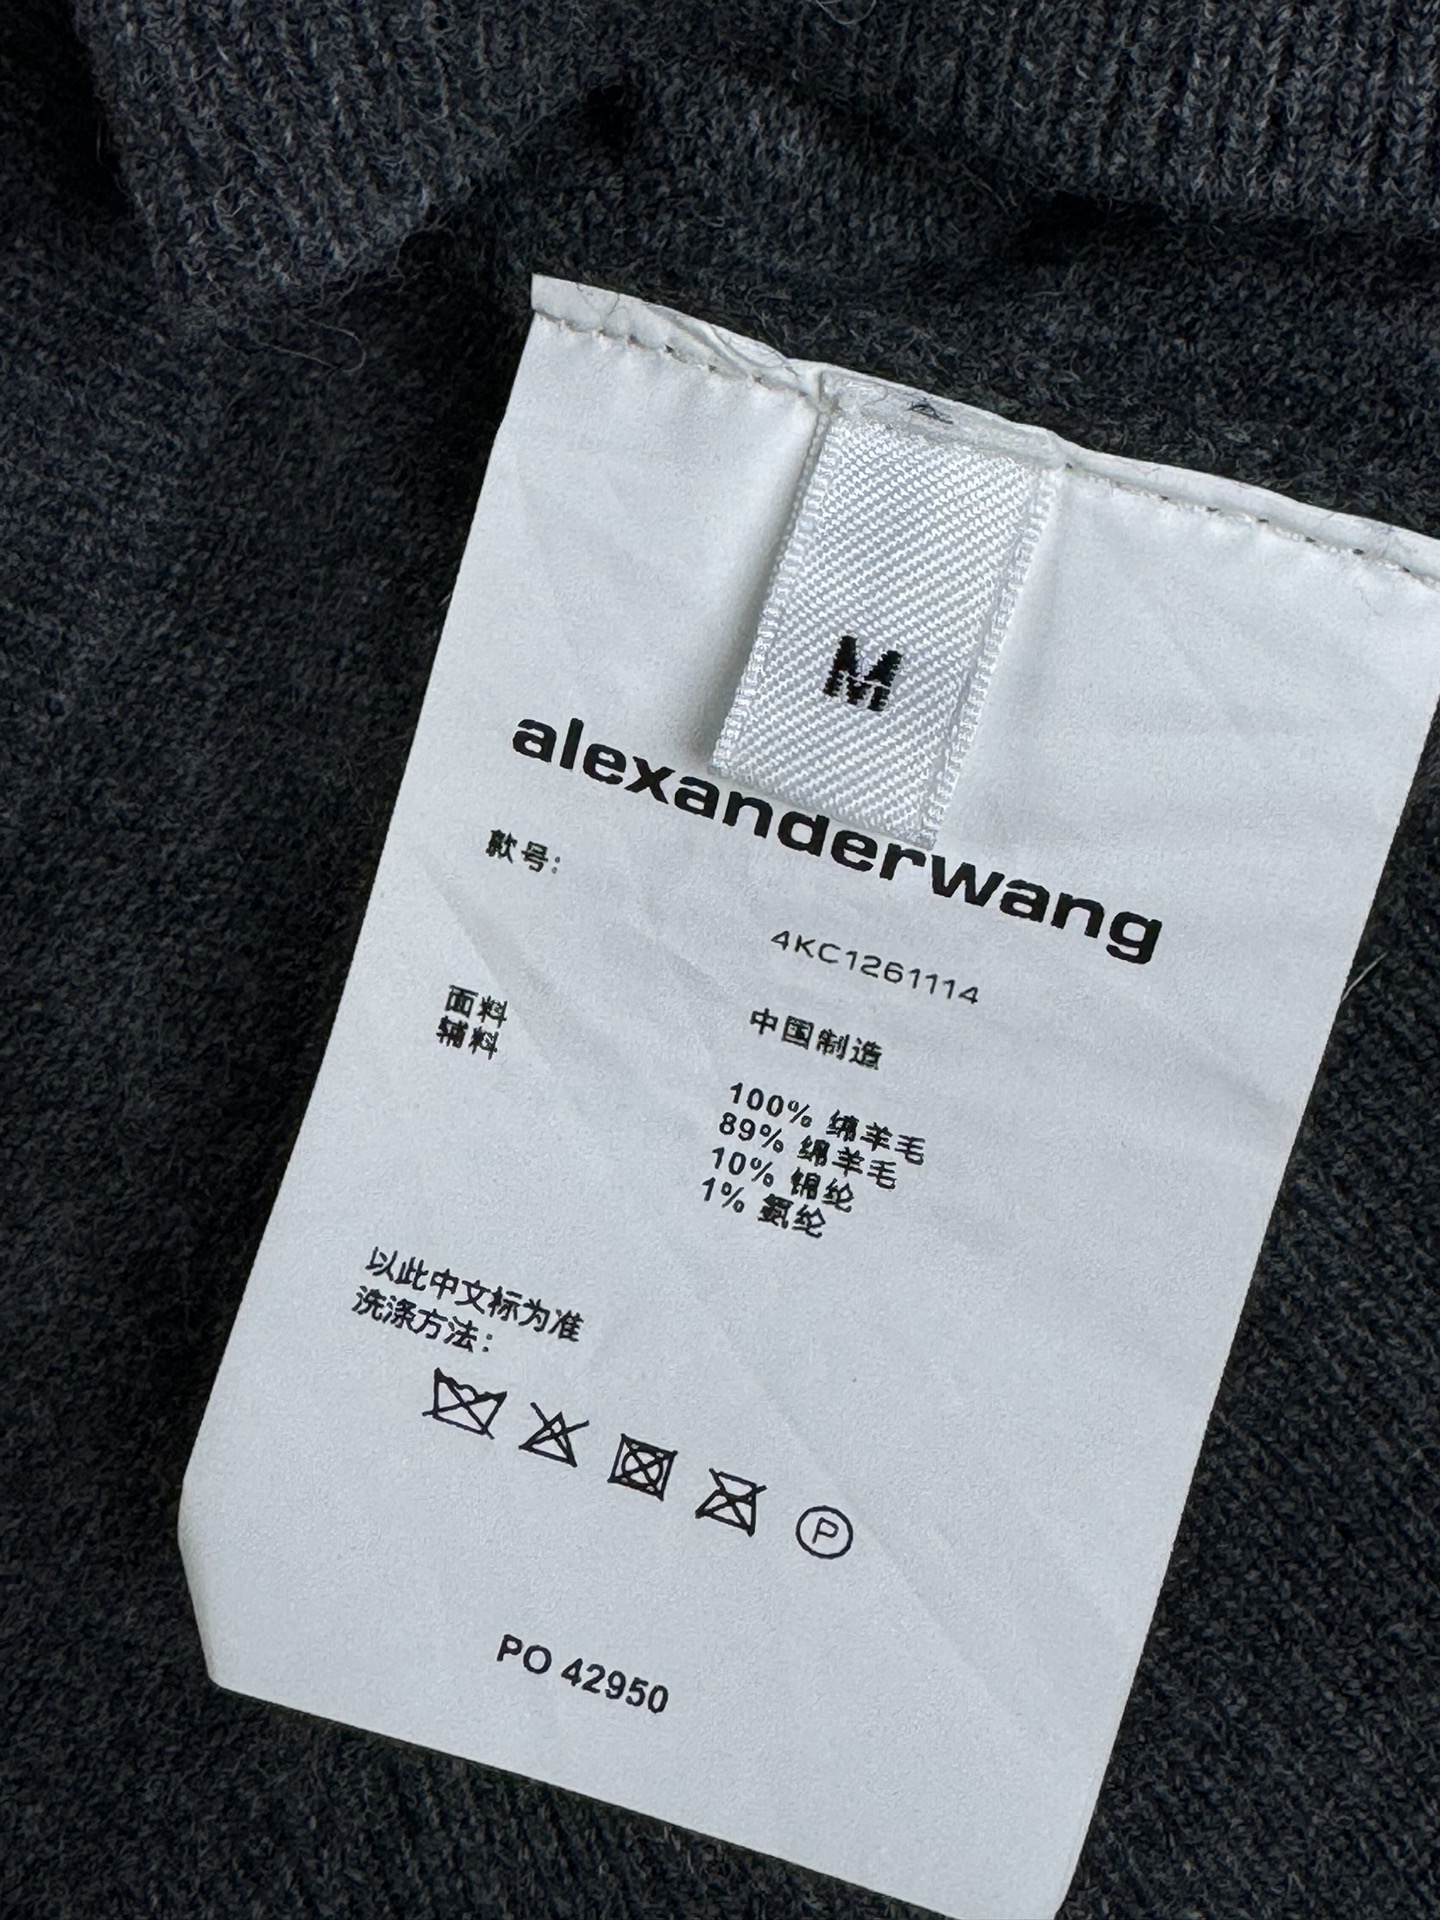 M
alexanderwang
款号:
4KC1261114
中国制造
面料
辅料
100% 绵羊毛
89% 绵羊毛
10% 锦纶
1% 氨纶
以此中文标为准
洗涤方法:
P
PO 42950